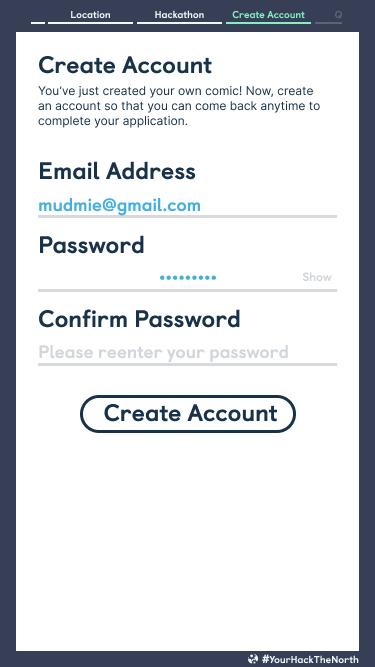 Location Hackathon Create Account Q
Create Account
You've just created your own comic! Now, create
an account so that you can come back anytime to
complete your application.
Email Address
mudmie@gmail.com
Password
••••••••• Show
Confirm Password
Please reenter your password
Create Account
#YourHackTheNorth